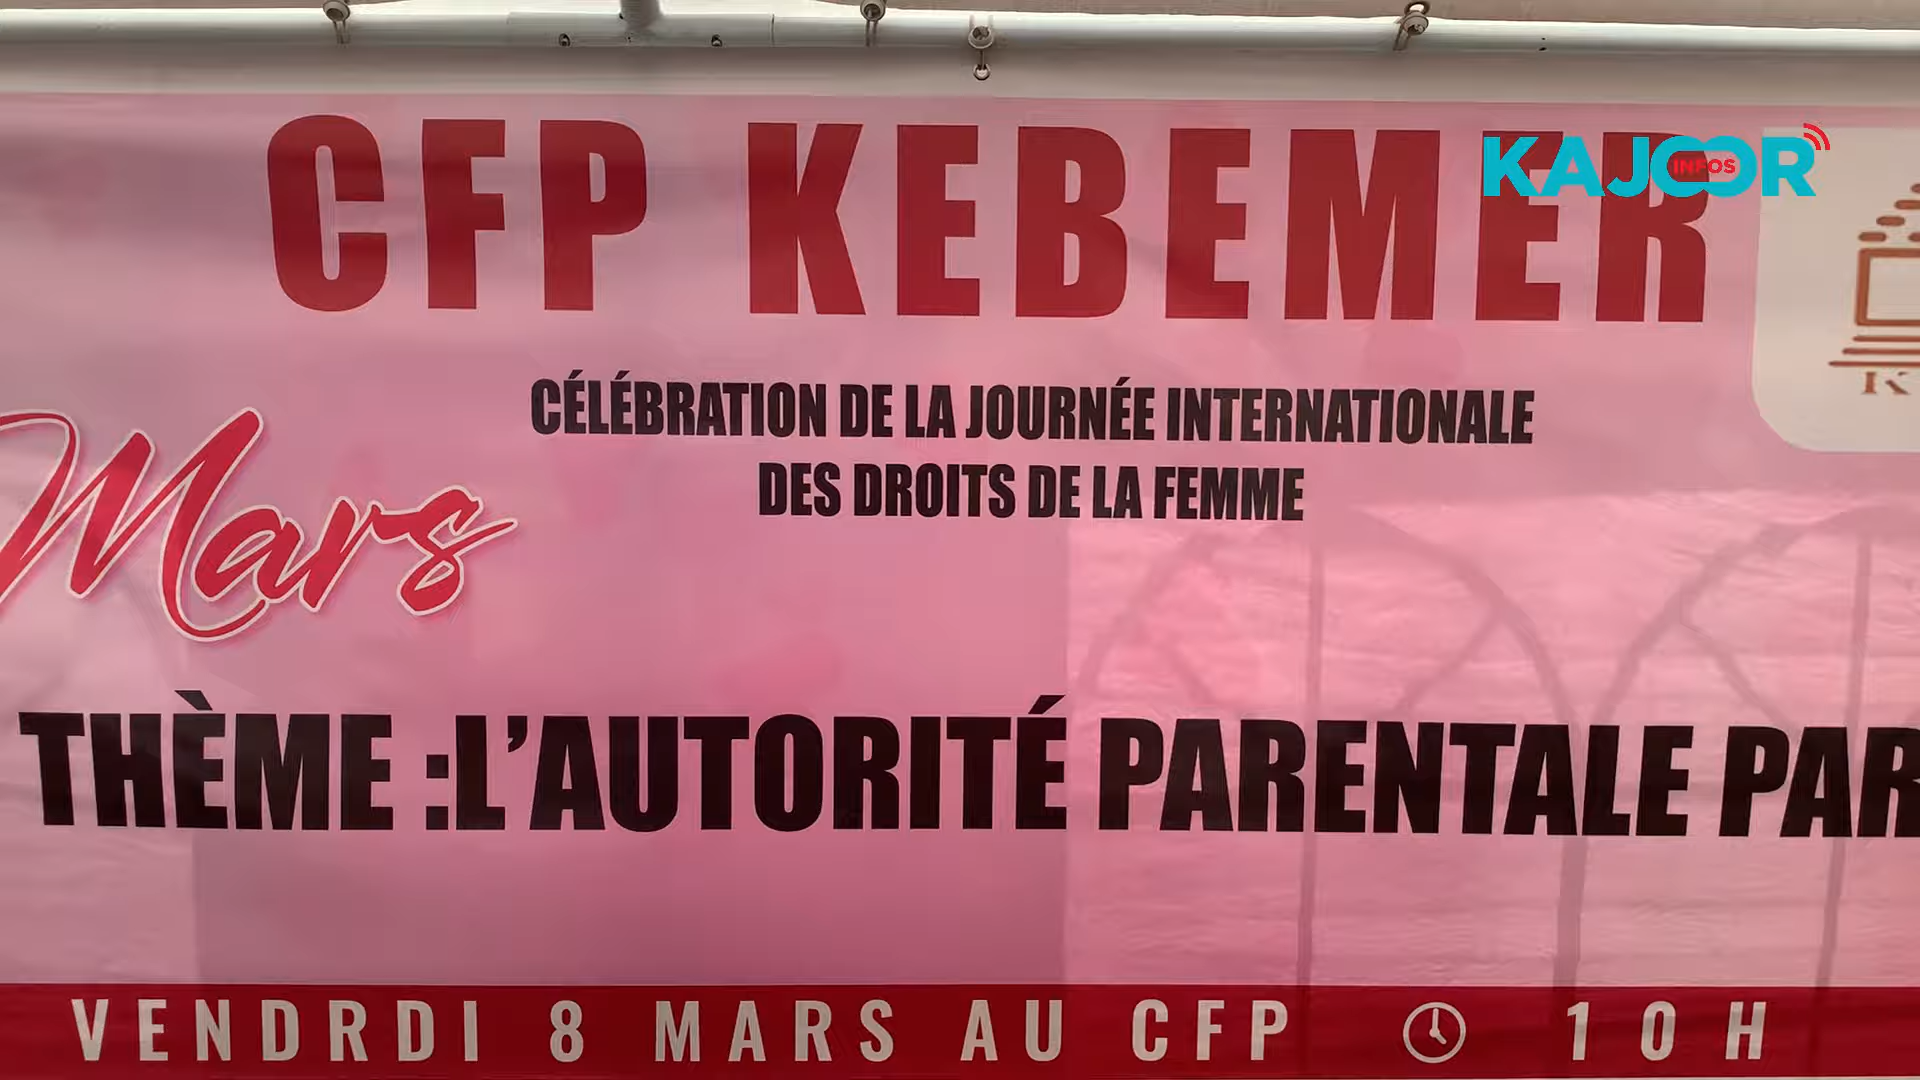 CFP KEBEMER
KAJOOR
INFOS
CÉLÉBRATION DE LA JOURNÉE INTERNATIONALE
DES DROITS DE LA FEMME
Mars
THÈME :L'AUTORITÉ PARENTALE PAR
VENDRDI 8 MARS AU CFP 10H